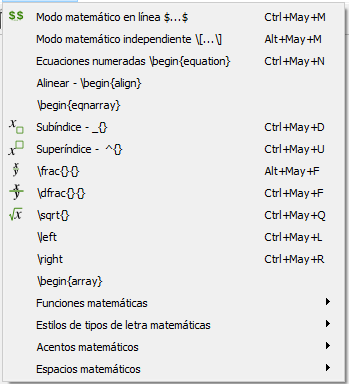 $$ Modo matemático en línea $...$ Ctrl+May+M
Modo matemático independiente \[...\] Alt+May+M
Ecuaciones numeradas \begin{equation} Ctrl+May+N
Alinear - \begin{align}
\begin{eqnarray}
x Subíndice - _{} Ctrl+May+D
x Superíndice - ^{} Ctrl+May+U
x/y \frac{}{} Alt+May+F
x/y \dfrac{}{} Ctrl+May+F
√x \sqrt{} Ctrl+May+Q
\left Ctrl+May+L
\right Ctrl+May+R
\begin{array}
Funciones matemáticas
Estilos de tipos de letra matemáticas
Acentos matemáticos
Espacios matemáticos